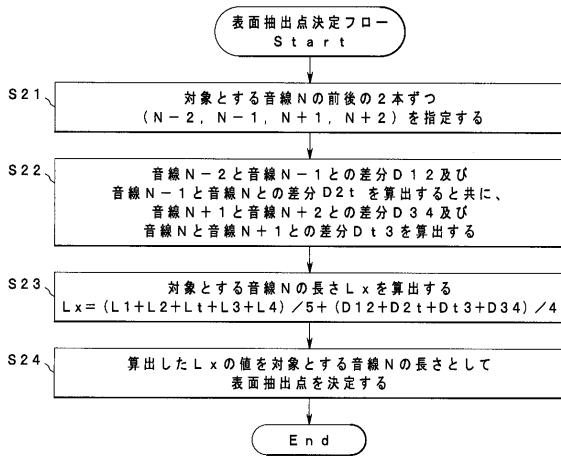 表面抽出点決定フロー
Start
S21
対象とする音線Nの前後の2本ずつ
(N-2, N-1, N+1, N+2) を指定する
S22
音線N-2と音線N-1との差分D12及び
音線N-1と音線Nとの差分D2tを算出すると共に、
音線N+1と音線N+2との差分D34及び
音線Nと音線N+1との差分Dt3を算出する
S23
対象とする音線Nの長さLxを算出する
Lx=(L1+L2+Lt+L3+L4)/5+(D12+D2t+Dt3+D34)/4
S24
算出したLxの値を対象とする音線Nの長さとして
表面抽出点を決定する
End